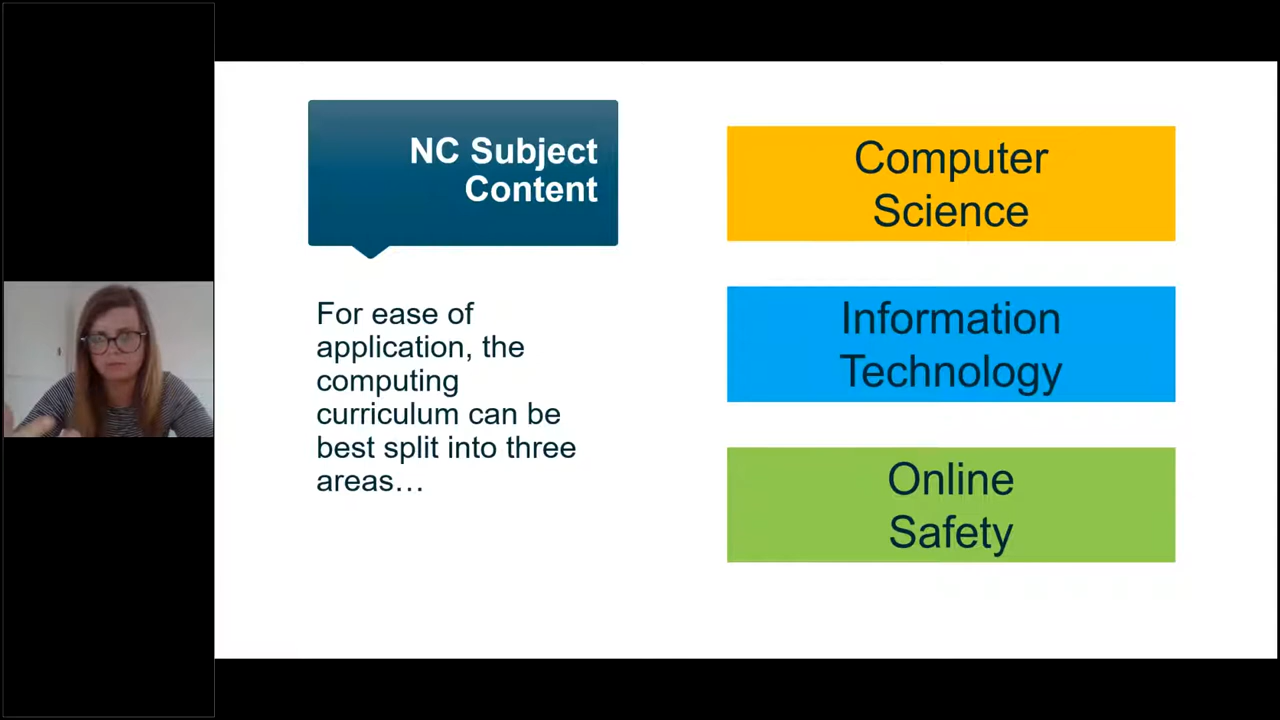 NC Subject
Content
For ease of
application, the
computing
curriculum can be
best split into three
areas…
Computer
Science
Information
Technology
Online
Safety